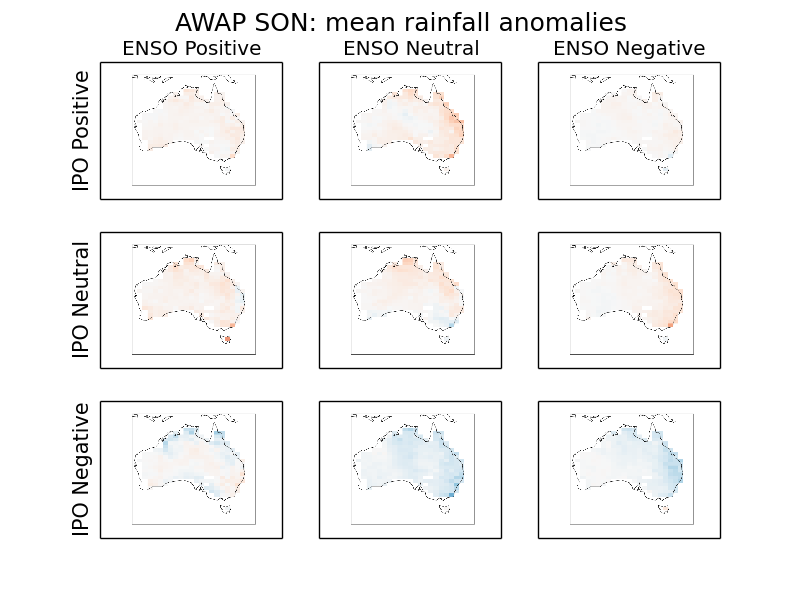 AWAP SON: mean rainfall anomalies
ENSO Positive ENSO Neutral ENSO Negative
IPO Positive
IPO Neutral
IPO Negative